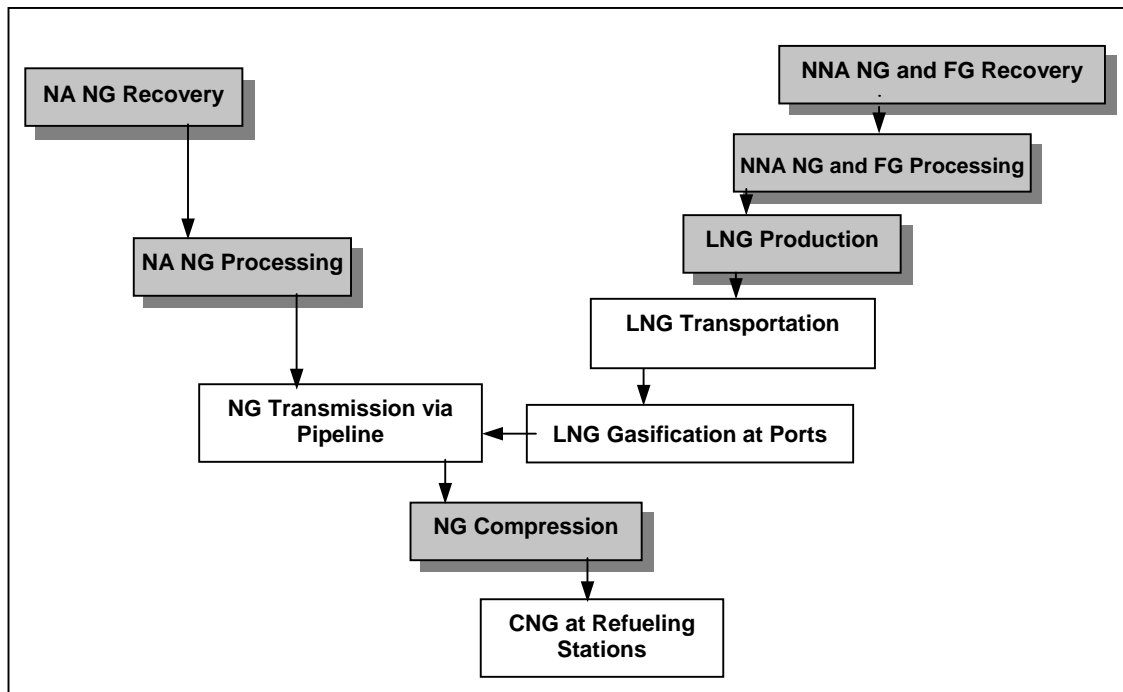 NA NG Recovery
NNA NG and FG Recovery
NNA NG and FG Processing
LNG Production
NA NG Processing
LNG Transportation
NG Transmission via
Pipeline
LNG Gasification at Ports
NG Compression
CNG at Refueling
Stations